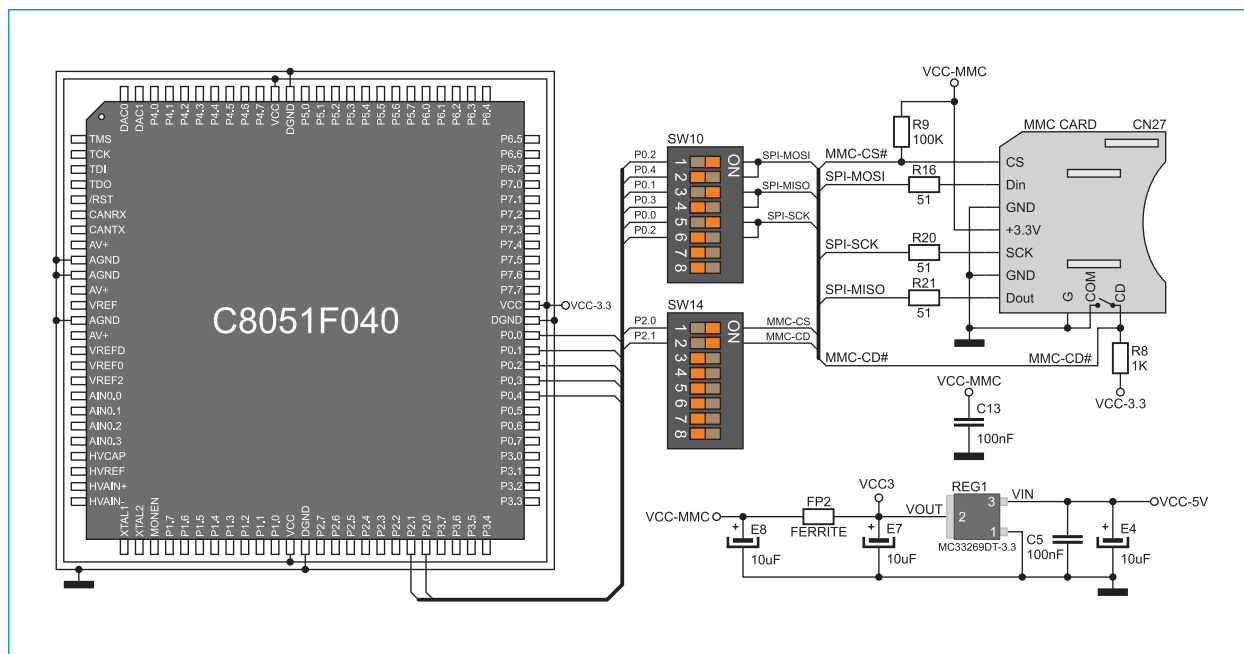 DAC0
DAC1
P4.0
P4.1
P4.2
P4.3
P4.4
P4.5
P4.6
P4.7
VCC
DGND
P5.0
P5.1
P5.2
P5.3
P5.4
P5.5
P5.6
P5.7
P6.0
P6.1
P6.2
P6.3
P6.4
TMS
TCK
TDI
TDO
/RST
CANRX
CANTX
AV+
AGND
AGND
AV+
VREF
AGND
AV+
VREFD
VREF0
VREF2
AIN0.0
AIN0.1
AIN0.2
AIN0.3
HVCAP
HVREF
HVAIN+
HVAIN-
C8051F040
P6.5
P6.6
P6.7
P7.0
P7.1
P7.2
P7.3
P7.4
P7.5
P7.6
P7.7
VCC
DGND
P0.0
P0.1
P0.2
P0.3
P0.4
P0.5
P0.6
P0.7
P3.0
P3.1
P3.2
P3.3
XTAL1
XTAL2
MONEN
P1.7
P1.6
P1.5
P1.4
P1.3
P1.2
P1.1
P1.0
VCC
DGND
P2.7
P2.6
P2.5
P2.4
P2.3
P2.2
P2.1
P2.0
P3.7
P3.6
P3.5
P3.4
VCC-3.3
SW10
P0.2
P0.4
P0.1
P0.3
P0.0
P0.2
1
2
3
4
5
6
7
8
ON
SPI-MOSI
SPI-MISO
SPI-SCK
SW14
P2.0
P2.1
1
2
3
4
5
6
7
8
ON
MMC-CS
MMC-CD
VCC-MMC
R9
100K
MMC CARD
CN27
MMC-CS#
CS
SPI-MOSI
R16
51
Din
GND
+3.3V
SPI-SCK
R20
51
SCK
GND
SPI-MISO
R21
51
Dout
G
COM
CD
MMC-CD#
MMC-CD#
R8
1K
VCC-3.3
VCC-MMC
C13
100nF
VCC-MMC
FP2
FERRITE
VCC3
VOUT
REG1
3
2
1
VIN
MC33269DT-3.3
VCC-5V
+
E8
10uF
+
E7
10uF
C5
100nF
+
E4
10uF